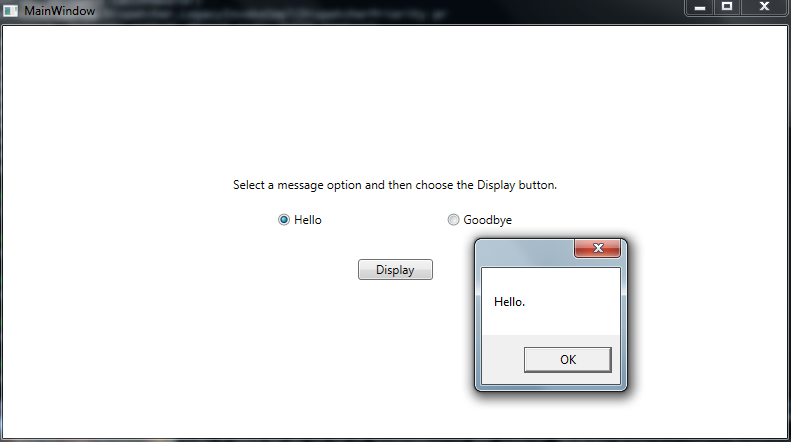 MainWindow
Select a message option and then choose the Display button.
Hello
Goodbye
Display
Hello.
OK